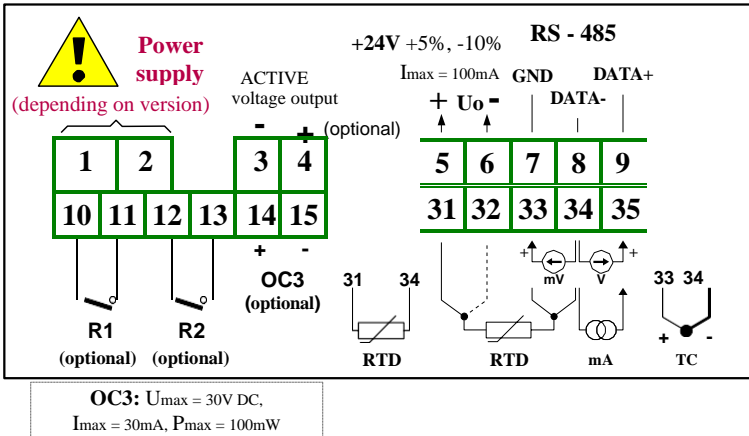 Power
supply
(depending on version)
ACTIVE
voltage output
- + (optional)
+24V +5%, -10%
Imax = 100mA
+ Uo -
RS - 485
GND DATA+
DATA-
1 2 3 4 5 6 7 8 9
10 11 12 13 14 15 31 32 33 34 35
+ -
OC3
(optional)
R1
(optional)
R2
(optional)
31 34
RTD
RTD
+ mV V +
mA
33 34
+ -
TC
OC3: Umax = 30V DC,
Imax = 30mA, Pmax = 100mW